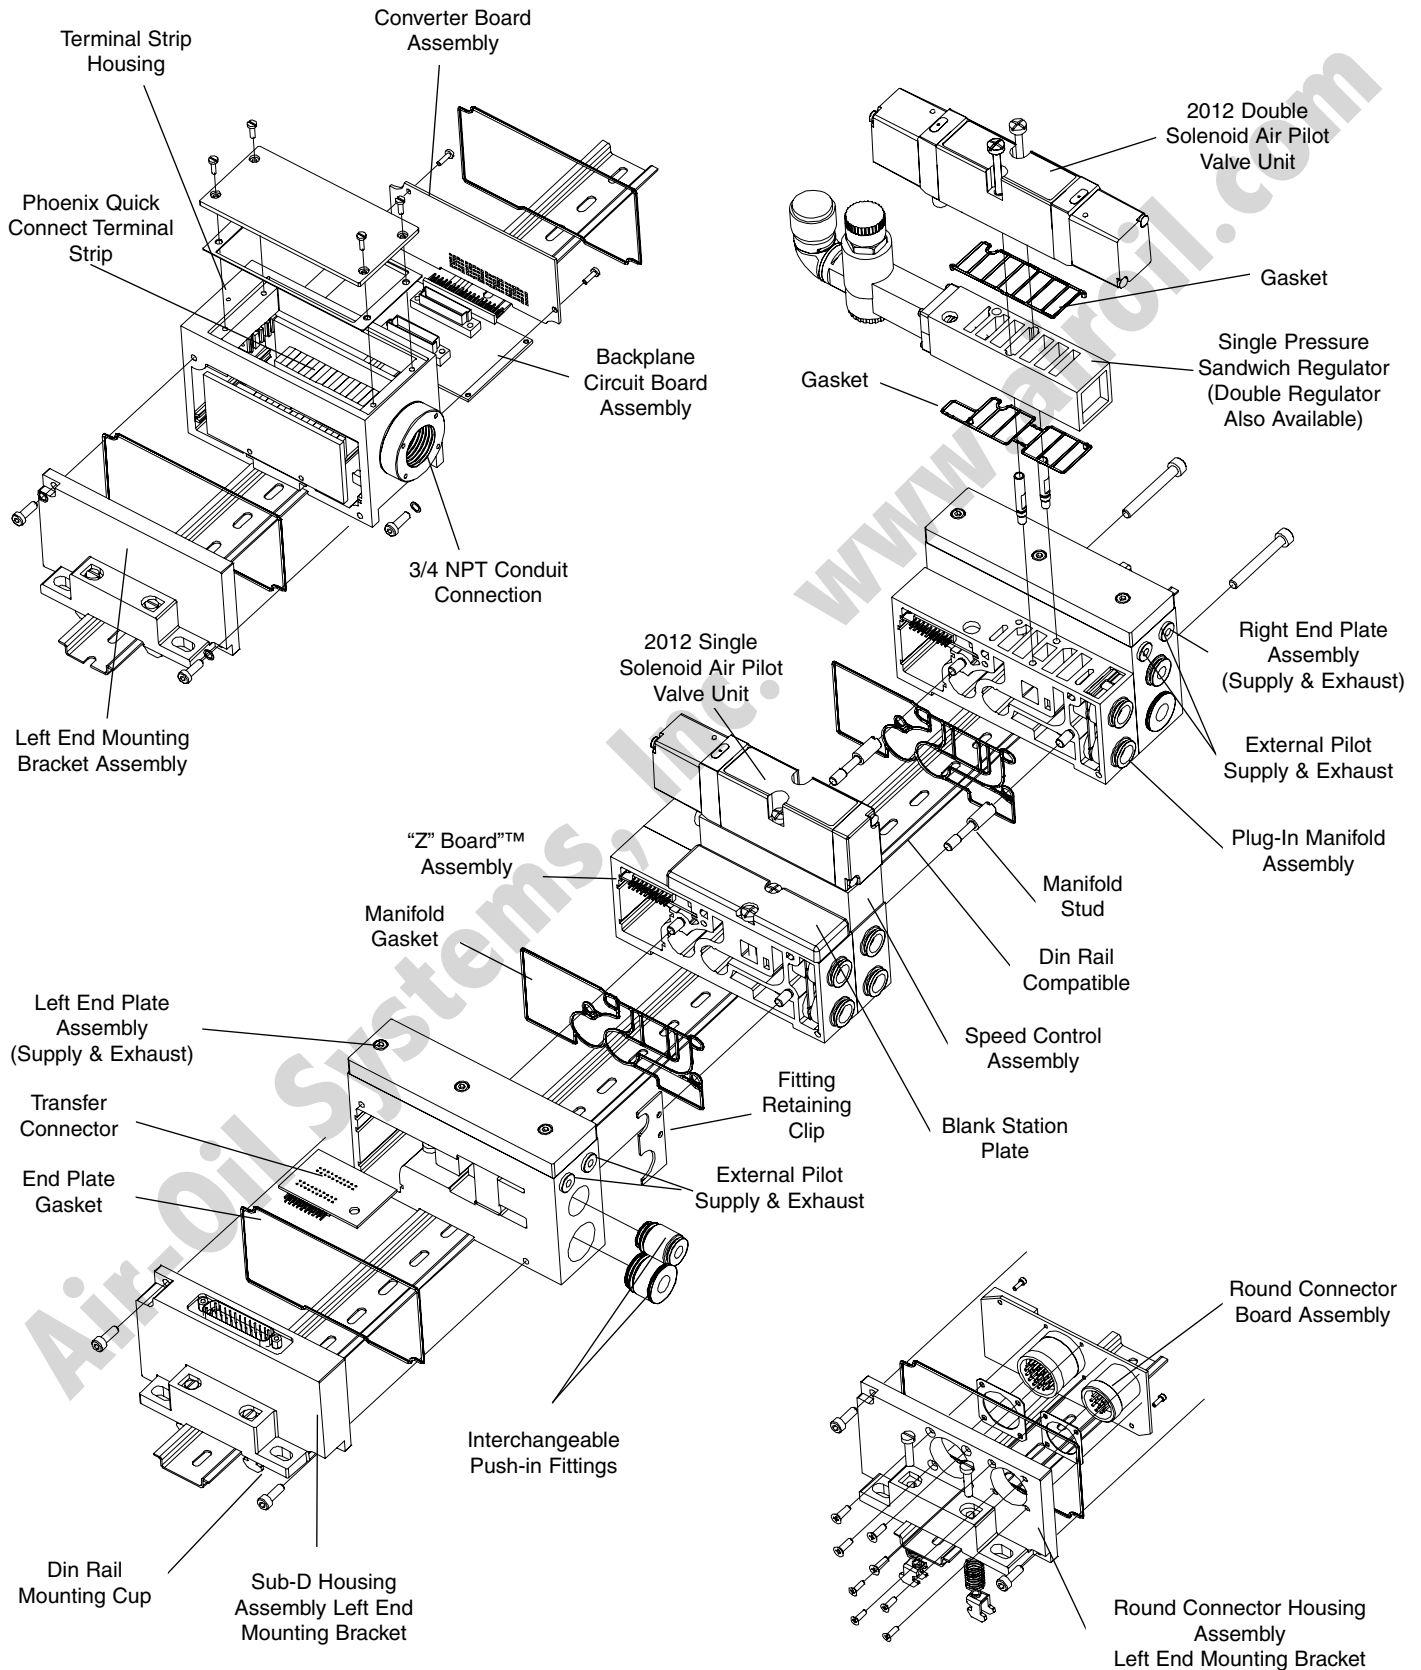 Converter Board
Assembly
Terminal Strip
Housing
2012 Double
Solenoid Air Pilot
Valve Unit
Phoenix Quick
Connect Terminal
Strip
Gasket
Single Pressure
Sandwich Regulator
(Double Regulator
Also Available)
Backplane
Circuit Board
Assembly
Gasket
3/4 NPT Conduit
Connection
2012 Single
Solenoid Air Pilot
Valve Unit
Right End Plate
Assembly
(Supply & Exhaust)
Left End Mounting
Bracket Assembly
External Pilot
Supply & Exhaust
"Z" Board"™
Assembly
Plug-In Manifold
Assembly
Manifold
Stud
Manifold
Gasket
Din Rail
Compatible
Left End Plate
Assembly
(Supply & Exhaust)
Speed Control
Assembly
Fitting
Retaining
Clip
Transfer
Connector
Blank Station
Plate
End Plate
Gasket
External Pilot
Supply & Exhaust
Round Connector
Board Assembly
Interchangeable
Push-in Fittings
Din Rail
Mounting Cup
Sub-D Housing
Assembly Left End
Mounting Bracket
Round Connector Housing
Assembly
Left End Mounting Bracket
Air-Oil Systems, Inc. www.airoil.com